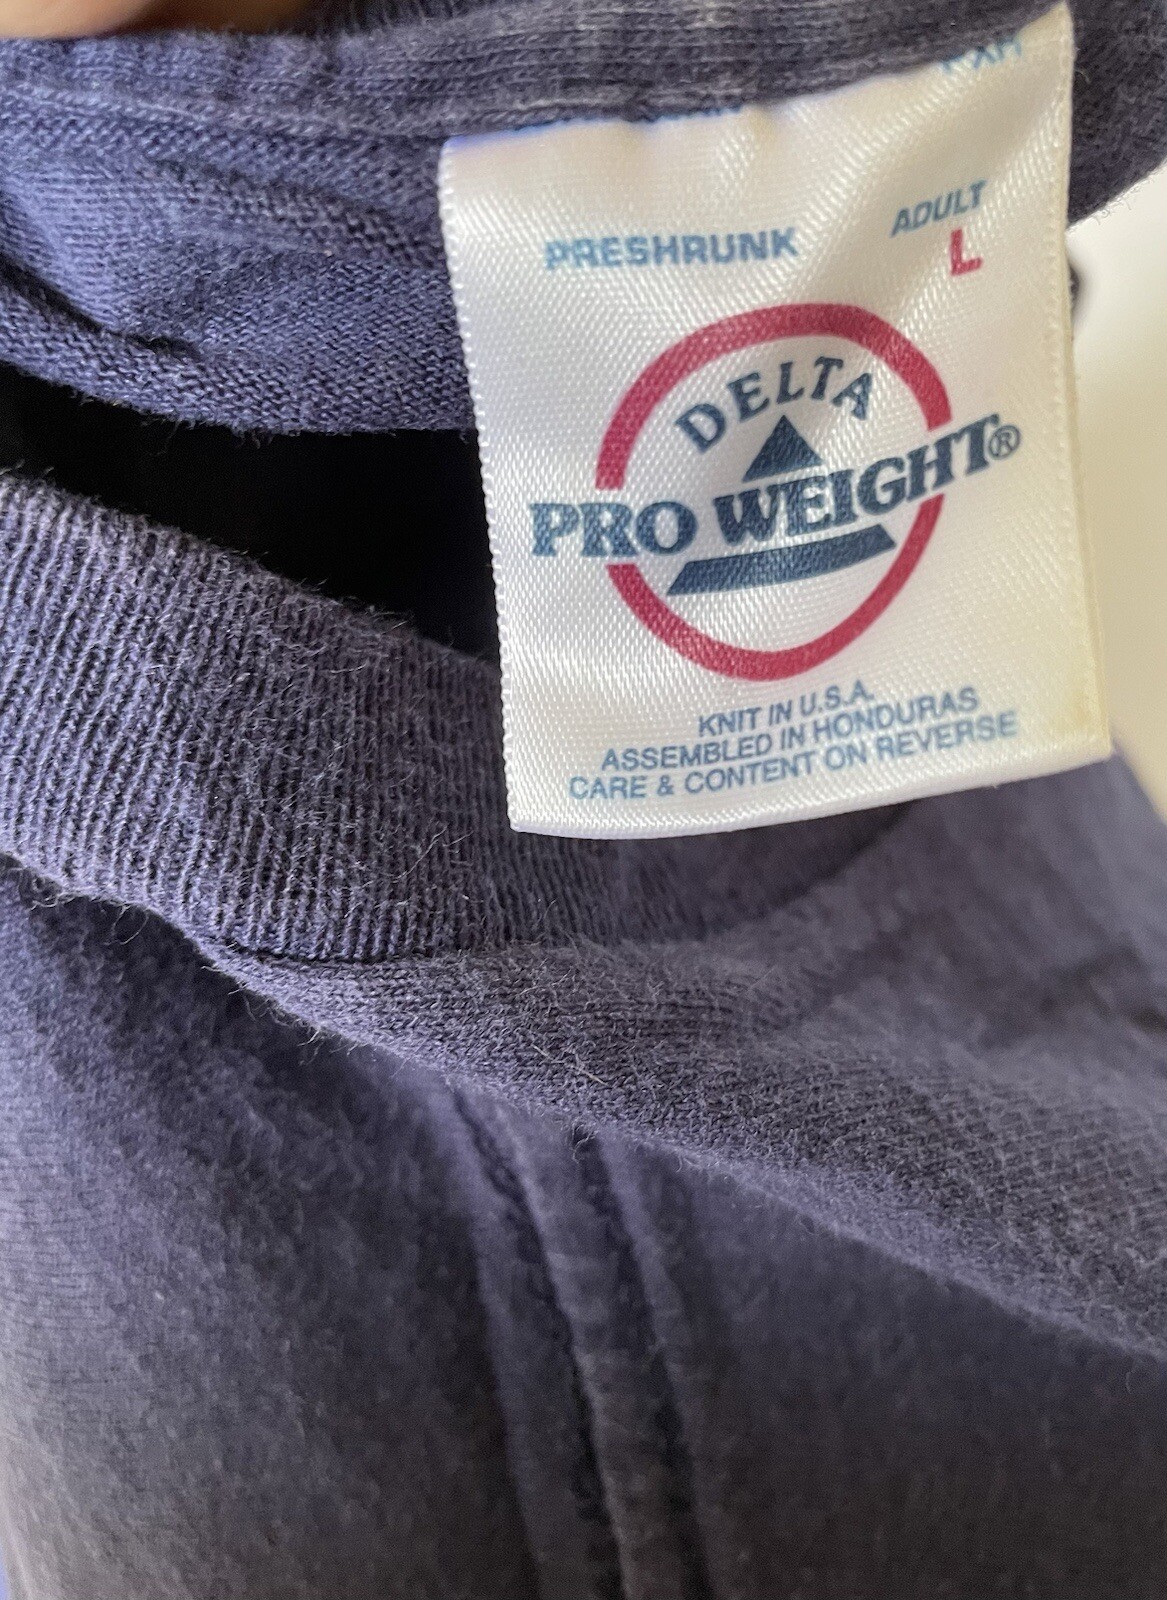 PRESHRUNK
ADULT
L
DELTA
PRO WEIGHT®
KNIT IN U.S.A.
ASSEMBLED IN HONDURAS
CARE & CONTENT ON REVERSE